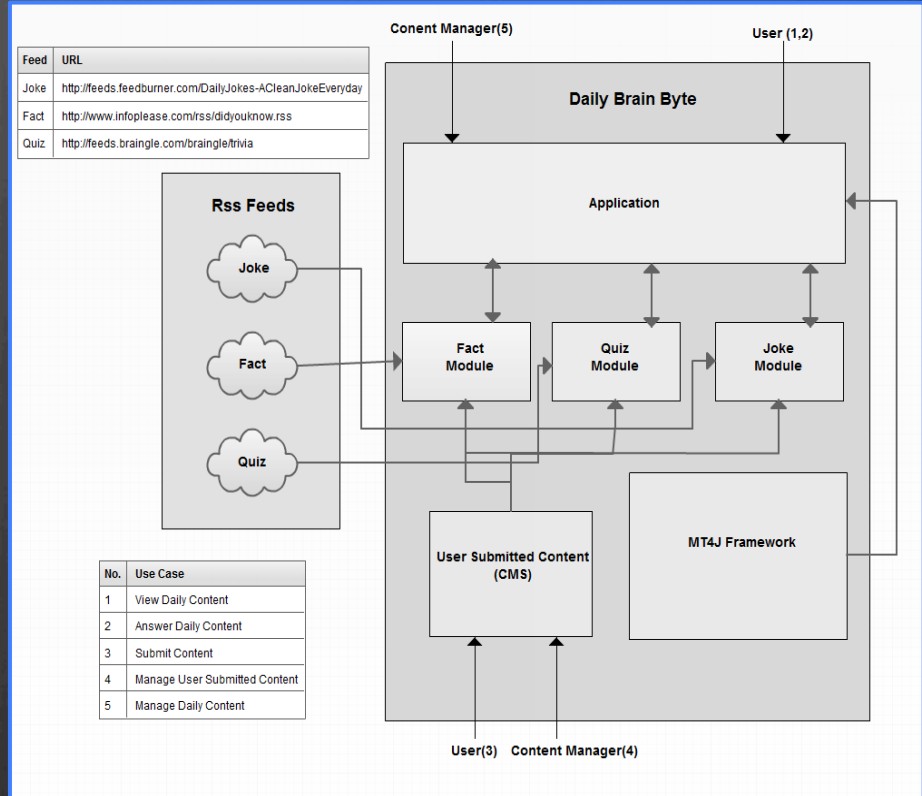 Conent Manager(5)
User (1,2)
Feed URL
Joke http://feeds.feedburner.com/DailyJokes-ACleanJokeEveryday
Fact http://www.infoplease.com/rss/didyouknow.rss
Quiz http://feeds.braingle.com/braingle/trivia
Daily Brain Byte
Application
Rss Feeds
Joke
Fact
Quiz
Fact
Module
Quiz
Module
Joke
Module
User Submitted Content
(CMS)
MT4J Framework
No. Use Case
1 View Daily Content
2 Answer Daily Content
3 Submit Content
4 Manage User Submitted Content
5 Manage Daily Content
User(3)
Content Manager(4)